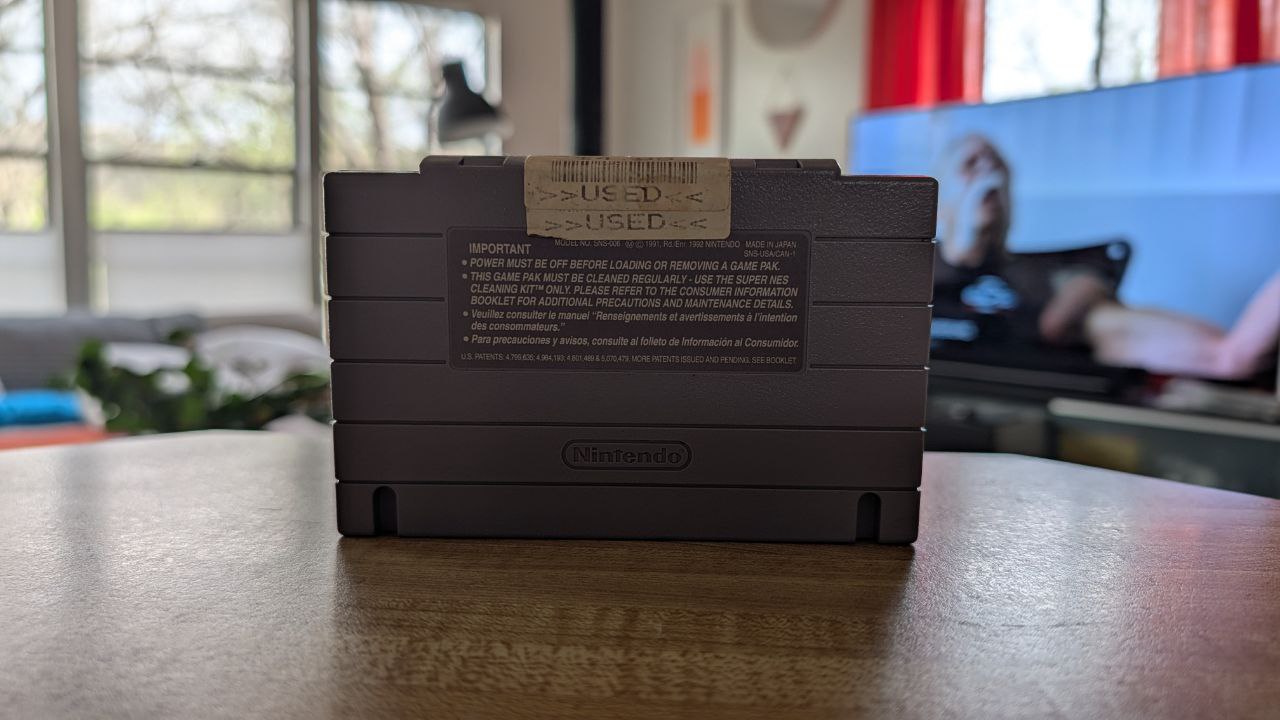 >>USED<<
>>USED<<
IMPORTANT MODEL NO. SNS-006 Ⓜ © 1991, Rd./Enr. 1992 NINTENDO MADE IN JAPAN
SNS-USA/CAN-1
• POWER MUST BE OFF BEFORE LOADING OR REMOVING A GAME PAK.
• THIS GAME PAK MUST BE CLEANED REGULARLY - USE THE SUPER NES
CLEANING KIT™ ONLY. PLEASE REFER TO THE CONSUMER INFORMATION
BOOKLET FOR ADDITIONAL PRECAUTIONS AND MAINTENANCE DETAILS.
• Veuillez consulter le manuel "Renseignements et avertissements à l'intention
des consommateurs."
• Para precauciones y avisos, consulte al folleto de Información al Consumidor.
U.S. PATENTS: 4,799,635; 4,984,193; 4,601,489 & 5,070,479. MORE PATENTS ISSUED AND PENDING, SEE BOOKLET.
Nintendo